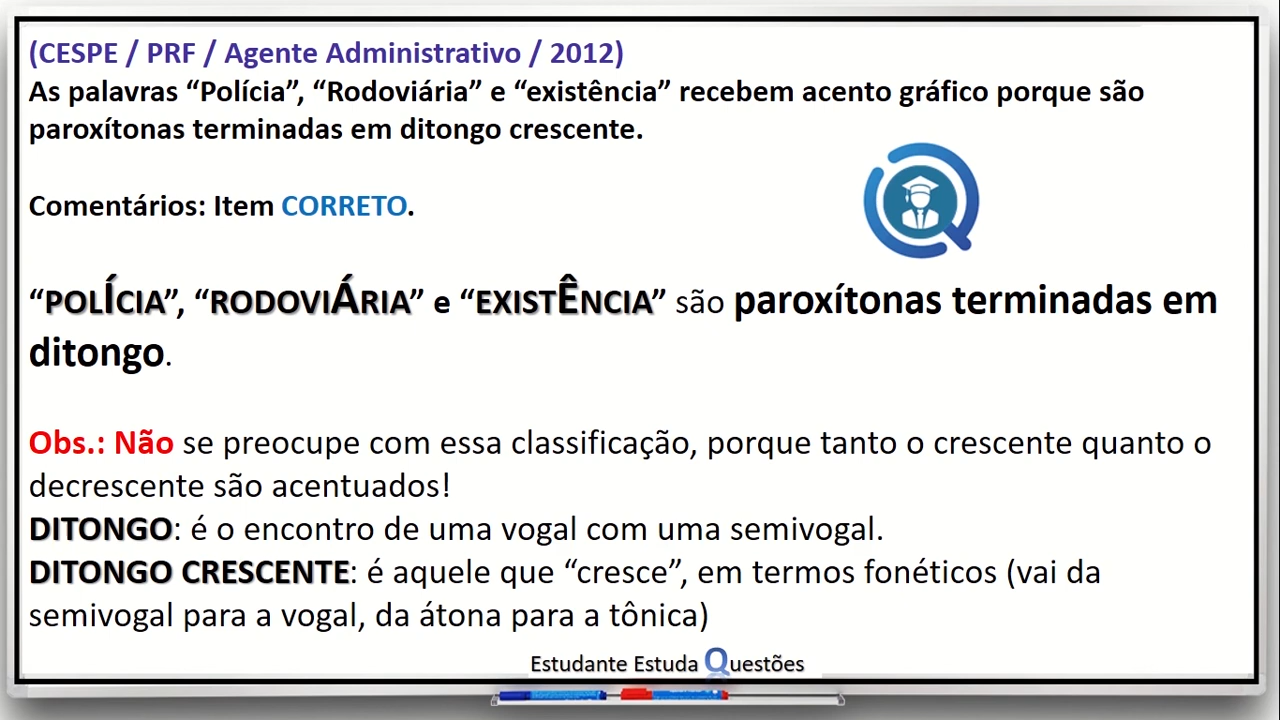 (CESPE / PRF / Agente Administrativo / 2012)
As palavras “Polícia”, “Rodoviária” e “existência” recebem acento gráfico porque são
paroxítonas terminadas em ditongo crescente.
Comentários: Item CORRETO.
“POLÍCIA”, “RODOVIÁRIA” e “EXISTÊNCIA” são paroxítonas terminadas em
ditongo.
Obs.: Não se preocupe com essa classificação, porque tanto o crescente quanto o
decrescente são acentuados!
DITONGO: é o encontro de uma vogal com uma semivogal.
DITONGO CRESCENTE: é aquele que “cresce”, em termos fonéticos (vai da
semivogal para a vogal, da átona para a tônica)
Estudante Estuda Questões